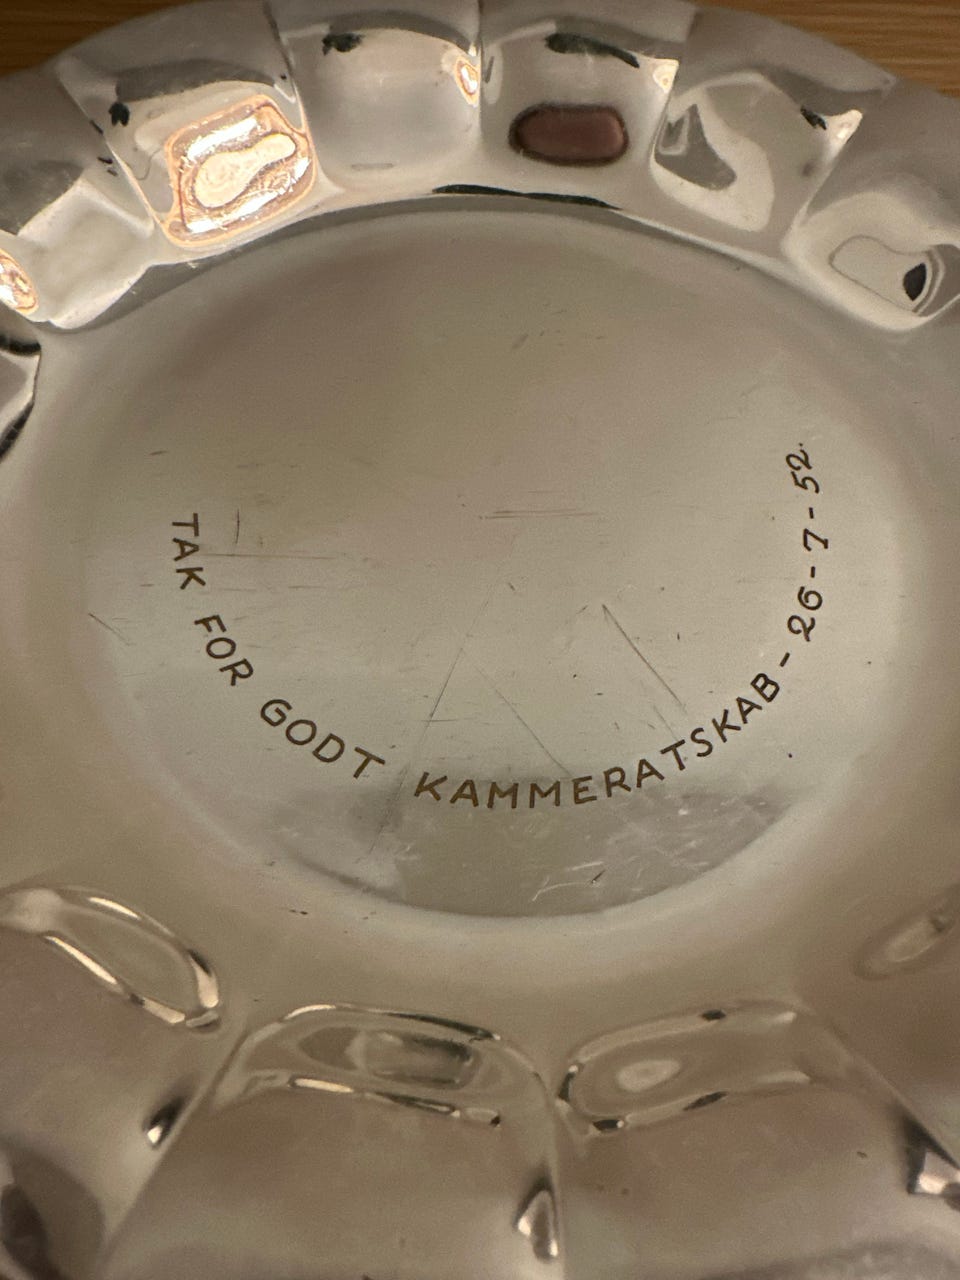 TAK FOR GODT KAMMERATSKAB - 26 - 7 - 52.